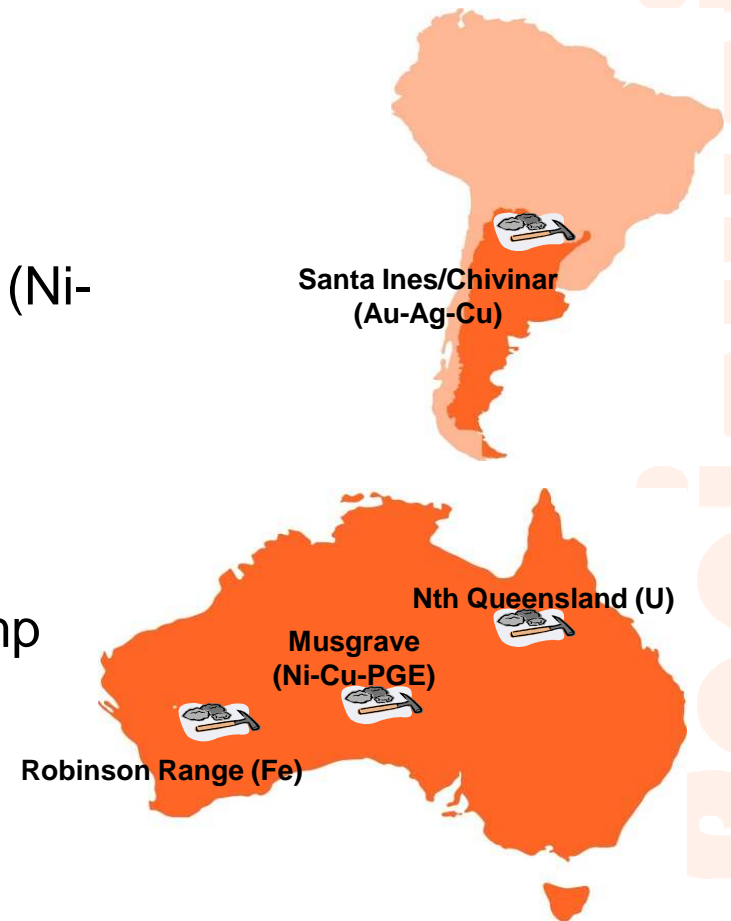 (Ni-
Santa Ines/Chivinar
(Au-Ag-Cu)
Nth Queensland (U)
Musgrave
(Ni-Cu-PGE)
Robinson Range (Fe)